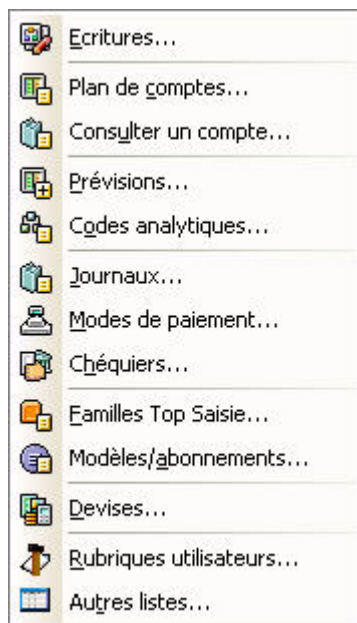 Ecritures...
Plan de comptes...
Consulter un compte...
Prévisions...
Codes analytiques...
Journaux...
Modes de paiement...
Chéquiers...
Familles Top Saisie...
Modèles/abonnements...
Devises...
Rubriques utilisateurs...
Autres listes...